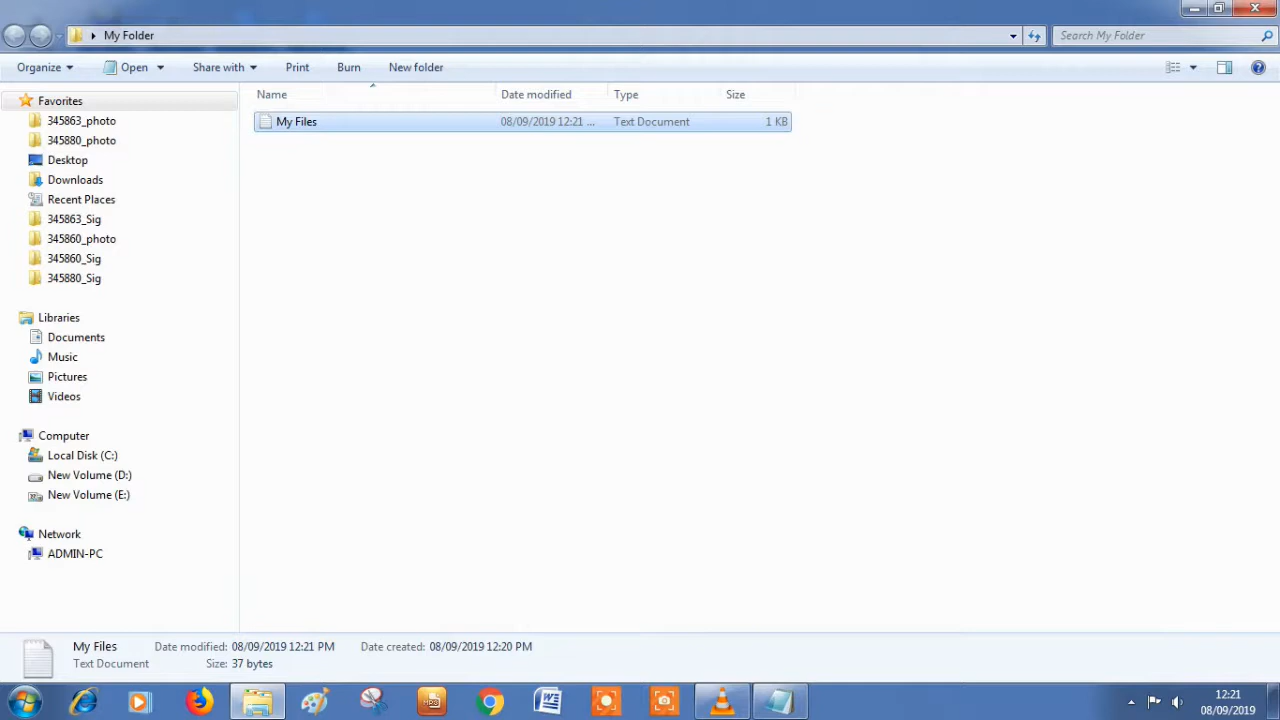 My Folder
Search My Folder
Organize Open Share with Print Burn New folder
Name Date modified Type Size
My Files 08/09/2019 12:21 ... Text Document 1 KB
Favorites
345863_photo
345880_photo
Desktop
Downloads
Recent Places
345863_Sig
345860_photo
345860_Sig
345880_Sig
Libraries
Documents
Music
Pictures
Videos
Computer
Local Disk (C:)
New Volume (D:)
New Volume (E:)
Network
ADMIN-PC
My Files Date modified: 08/09/2019 12:21 PM Date created: 08/09/2019 12:20 PM
Text Document Size: 37 bytes
12:21
08/09/2019